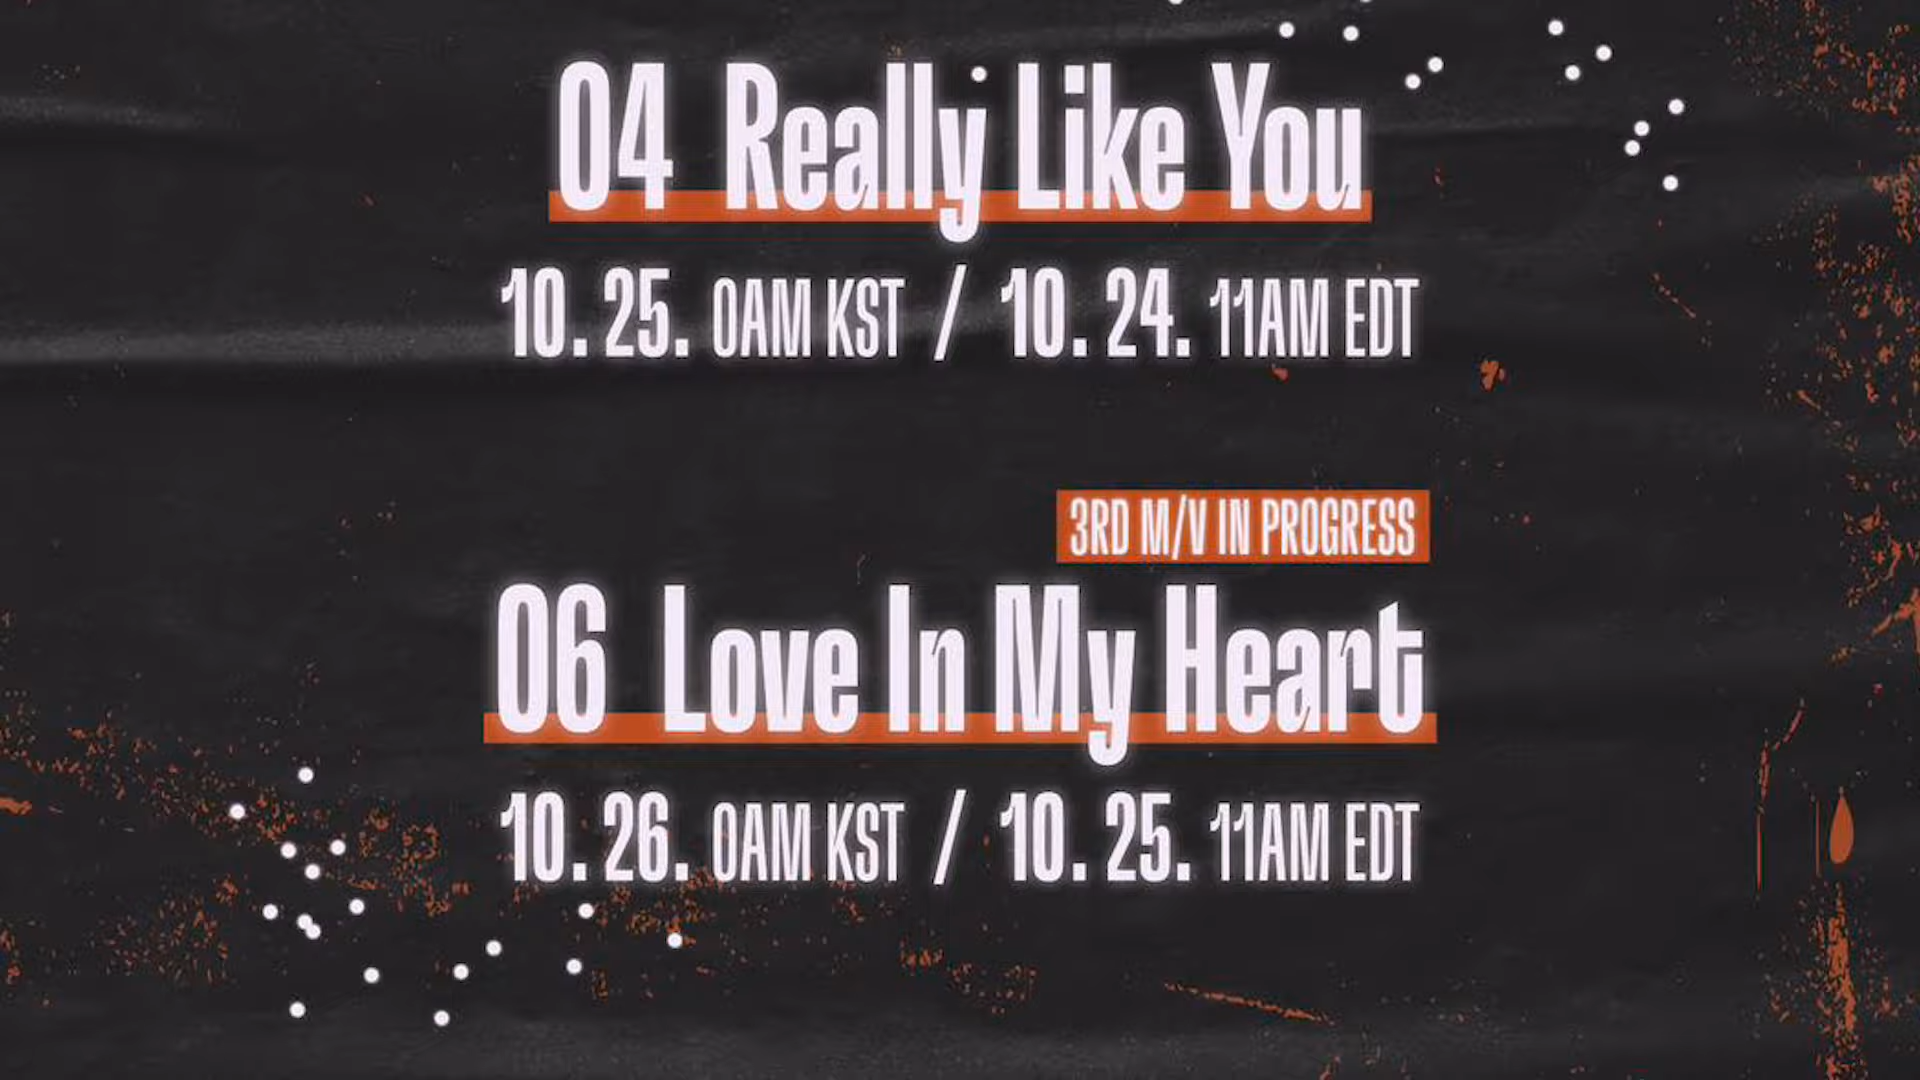 04 Really Like You
10. 25. 0AM KST / 10. 24. 11AM EDT
3RD M/V IN PROGRESS
06 Love In My Heart
10. 26. 0AM KST / 10. 25. 11AM EDT